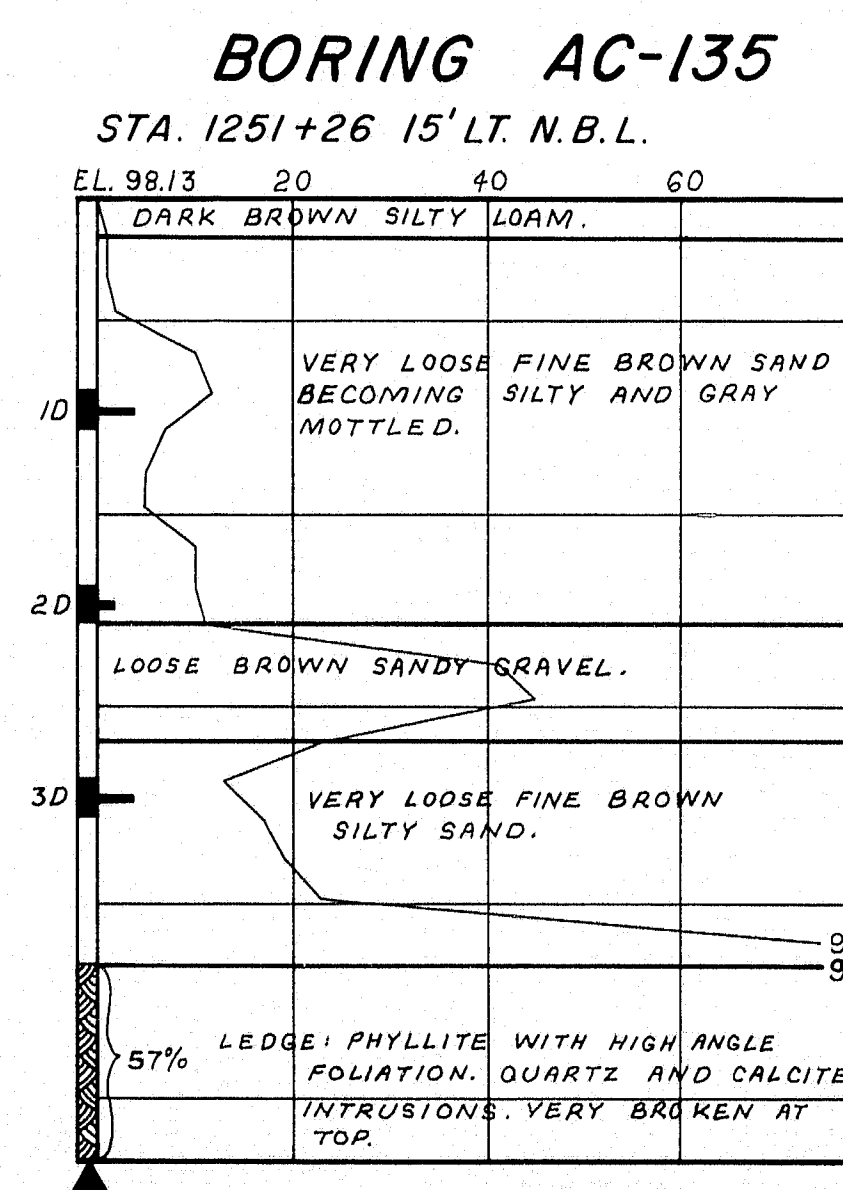 BORING AC-135
STA. 1251+26 15' LT. N.B.L.
EL. 98.13 20 40 60
DARK BROWN SILTY LOAM.
VERY LOOSE FINE BROWN SAND
BECOMING SILTY AND GRAY
MOTTLED.
1D
2D
LOOSE BROWN SANDY GRAVEL.
3D
VERY LOOSE FINE BROWN
SILTY SAND.
9
9
57%
LEDGE: PHYLLITE WITH HIGH ANGLE
FOLIATION. QUARTZ AND CALCITE
INTRUSIONS. VERY BROKEN AT
TOP.